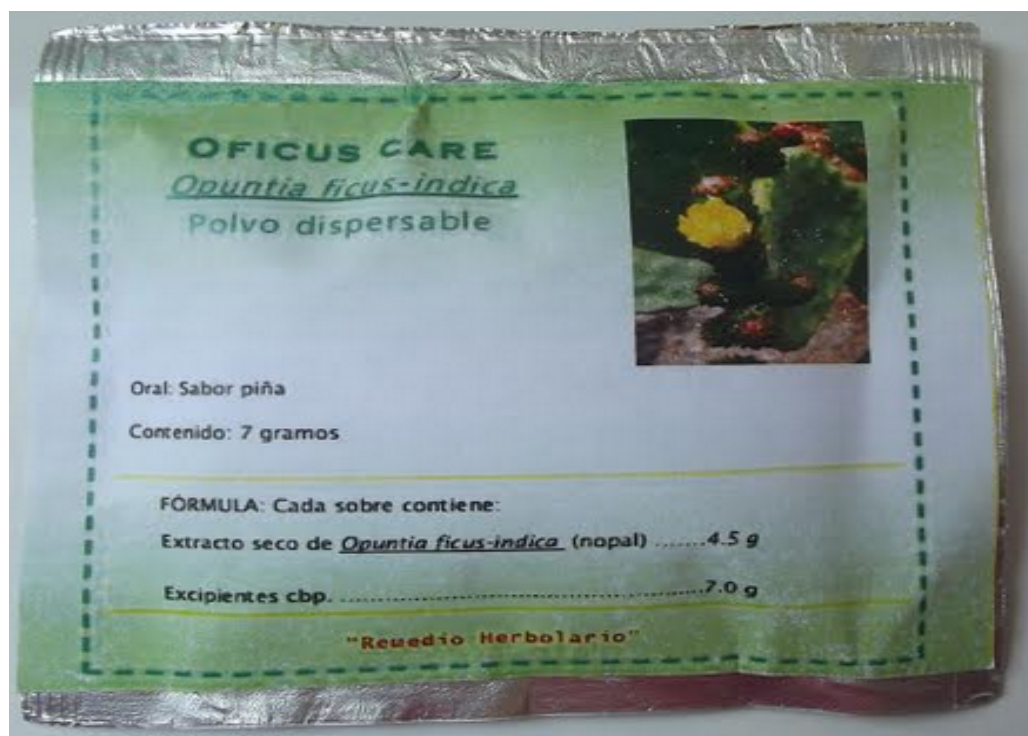 OFICUS CARE
Opuntia ficus-indica
Polvo dispersable
Oral: Sabor piña
Contenido: 7 gramos
FÓRMULA: Cada sobre contiene:
Extracto seco de Opuntia ficus-indica (nopal) .......4.5 g
Excipientes cbp. ................................................7.0 g
"Remedio Herbolario"